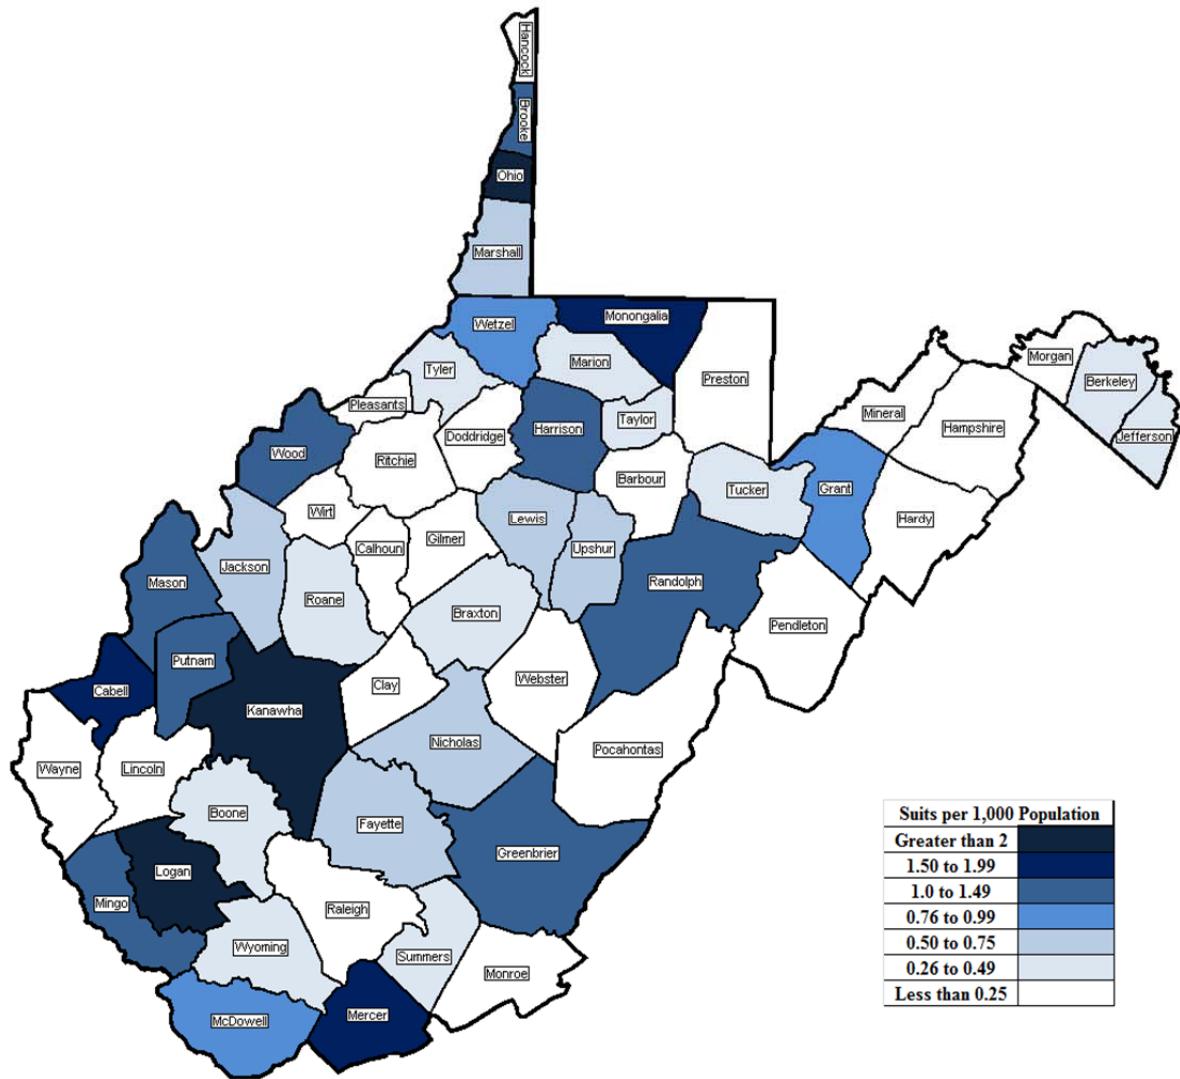 Hancock
Brooke
Ohio
Marshall
Wetzel
Monongalia
Marion
Tyler
Preston
Morgan
Berkeley
Pleasants
Mineral
Taylor
Hampshire
Jefferson
Doddridge
Harrison
Wood
Ritchie
Barbour
Tucker
Grant
Wirt
Lewis
Hardy
Gilmer
Calhoun
Upshur
Jackson
Mason
Randolph
Roane
Braxton
Pendleton
Putnam
Webster
Clay
Cabell
Kanawha
Nicholas
Pocahontas
Wayne
Lincoln
Boone
Fayette
Greenbrier
Logan
Mingo
Raleigh
Wyoming
Summers
Monroe
Mercer
McDowell
Suits per 1,000 Population
Greater than 2
1.50 to 1.99
1.0 to 1.49
0.76 to 0.99
0.50 to 0.75
0.26 to 0.49
Less than 0.25